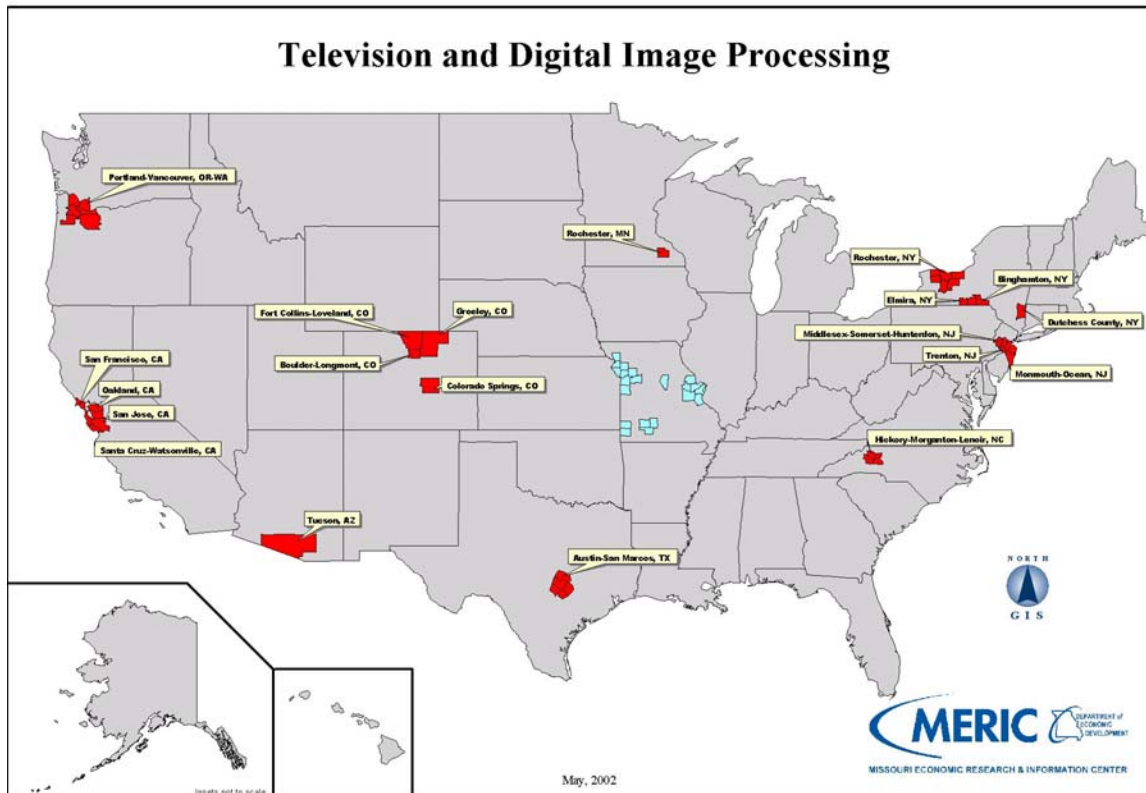 Television and Digital Image Processing
Portland-Vancouver, OR-WA
Rochester, MN
Rochester, NY
Binghamton, NY
Elmira, NY
Fort Collins-Loveland, CO
Greeley, CO
Dutchess County, NY
Middlesex-Somerset-Hunterdon, NJ
Trenton, NJ
San Francisco, CA
Boulder-Longmont, CO
Monmouth-Ocean, NJ
Oakland, CA
Colorado Springs, CO
San Jose, CA
Hickory-Morganton-Lenoir, NC
Santa Cruz-Watsonville, CA
Tucson, AZ
Austin-San Marcos, TX
NORTH
GIS
MERIC
DEPARTMENT of
ECONOMIC
DEVELOPMENT
MISSOURI ECONOMIC RESEARCH & INFORMATION CENTER
May, 2002
Insets not to scale